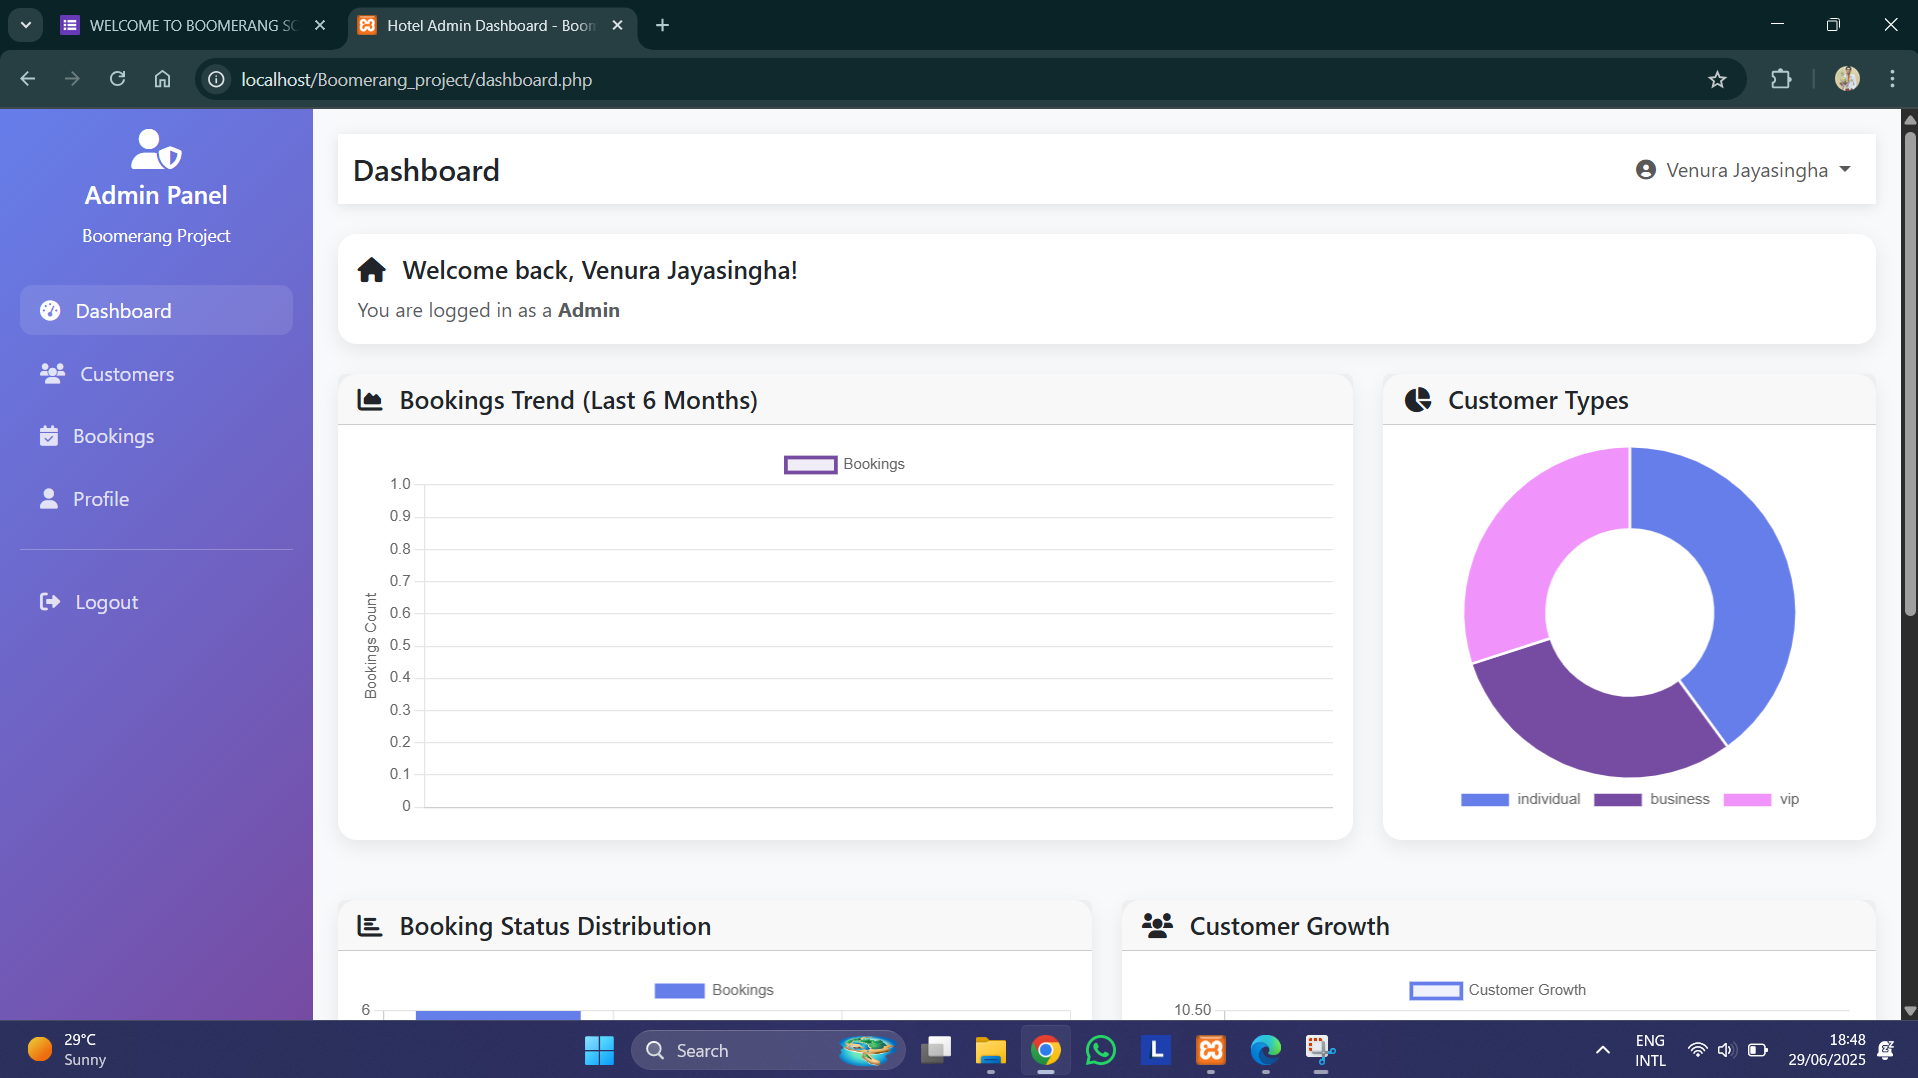 WELCOME TO BOOMERANG SC
Hotel Admin Dashboard - Boom
localhost/Boomerang_project/dashboard.php
Admin Panel
Boomerang Project
Dashboard
Customers
Bookings
Profile
Logout
Dashboard
Venura Jayasingha
Welcome back, Venura Jayasingha!
You are logged in as a Admin
Bookings Trend (Last 6 Months)
Bookings
1.0
0.9
0.8
0.7
0.6
0.5
0.4
0.3
0.2
0.1
0
Bookings Count
Customer Types
individual business vip
Booking Status Distribution
Bookings
6
Customer Growth
Customer Growth
10.50
29°C
Sunny
Search
L
ENG
INTL
18:48
29/06/2025